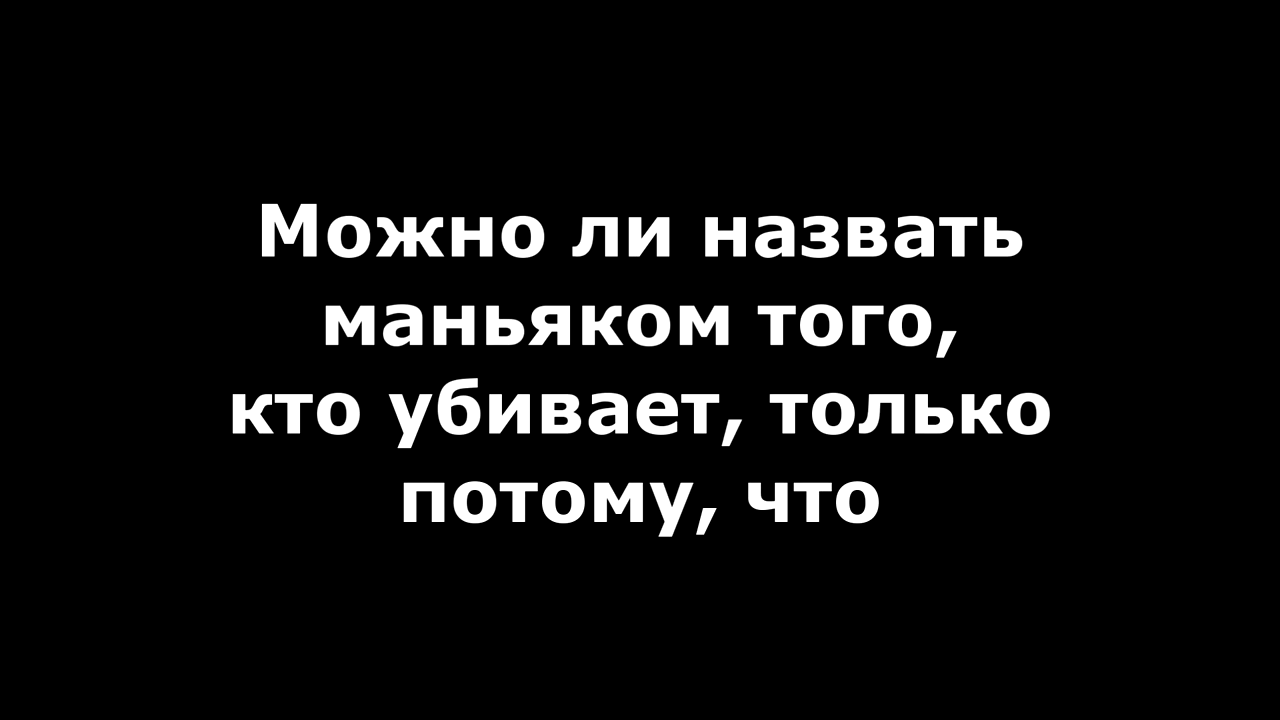 Можно ли назвать
маньяком того,
кто убивает, только
потому, что